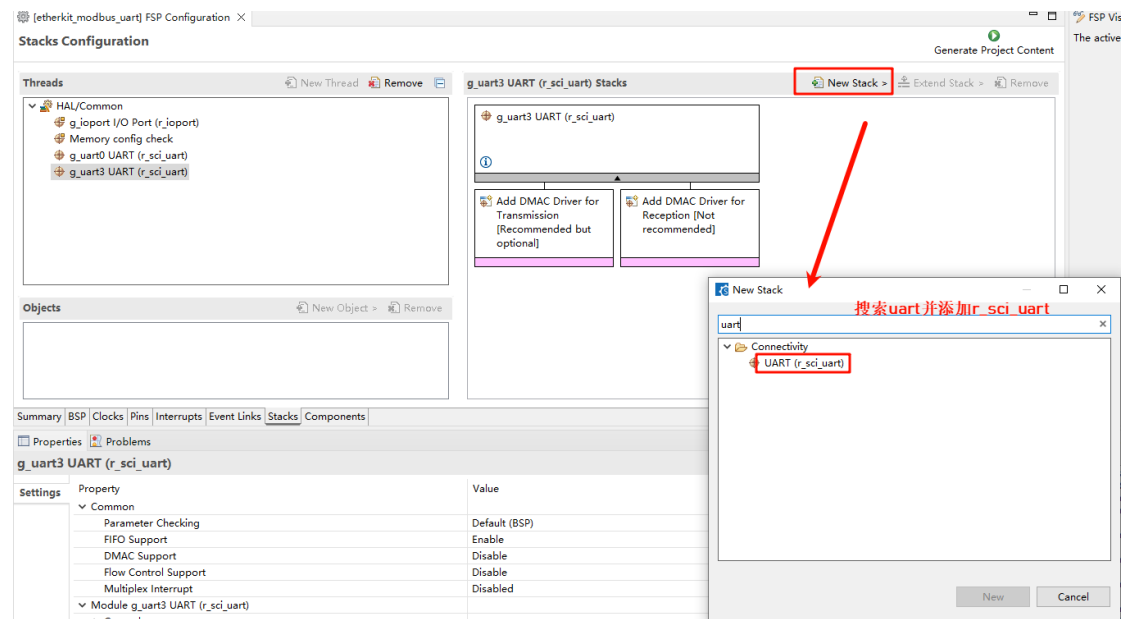 [etherkit_modbus_uart] FSP Configuration
FSP Vis
Stacks Configuration
Generate Project Content
The active
Threads
New Thread
Remove
g_uart3 UART (r_sci_uart) Stacks
New Stack >
Extend Stack >
Remove
HAL/Common
g_ioport I/O Port (r_ioport)
Memory config check
g_uart0 UART (r_sci_uart)
g_uart3 UART (r_sci_uart)
g_uart3 UART (r_sci_uart)
Add DMAC Driver for
Transmission
[Recommended but
optional]
Add DMAC Driver for
Reception [Not
recommended]
Objects
New Object >
Remove
New Stack
搜索uart并添加r_sci_uart
uart
Connectivity
UART (r_sci_uart)
New
Cancel
Summary
BSP
Clocks
Pins
Interrupts
Event Links
Stacks
Components
Properties
Problems
g_uart3 UART (r_sci_uart)
Settings
Property
Value
Common
Parameter Checking
Default (BSP)
FIFO Support
Enable
DMAC Support
Disable
Flow Control Support
Disable
Multiplex Interrupt
Disabled
Module g_uart3 UART (r_sci_uart)